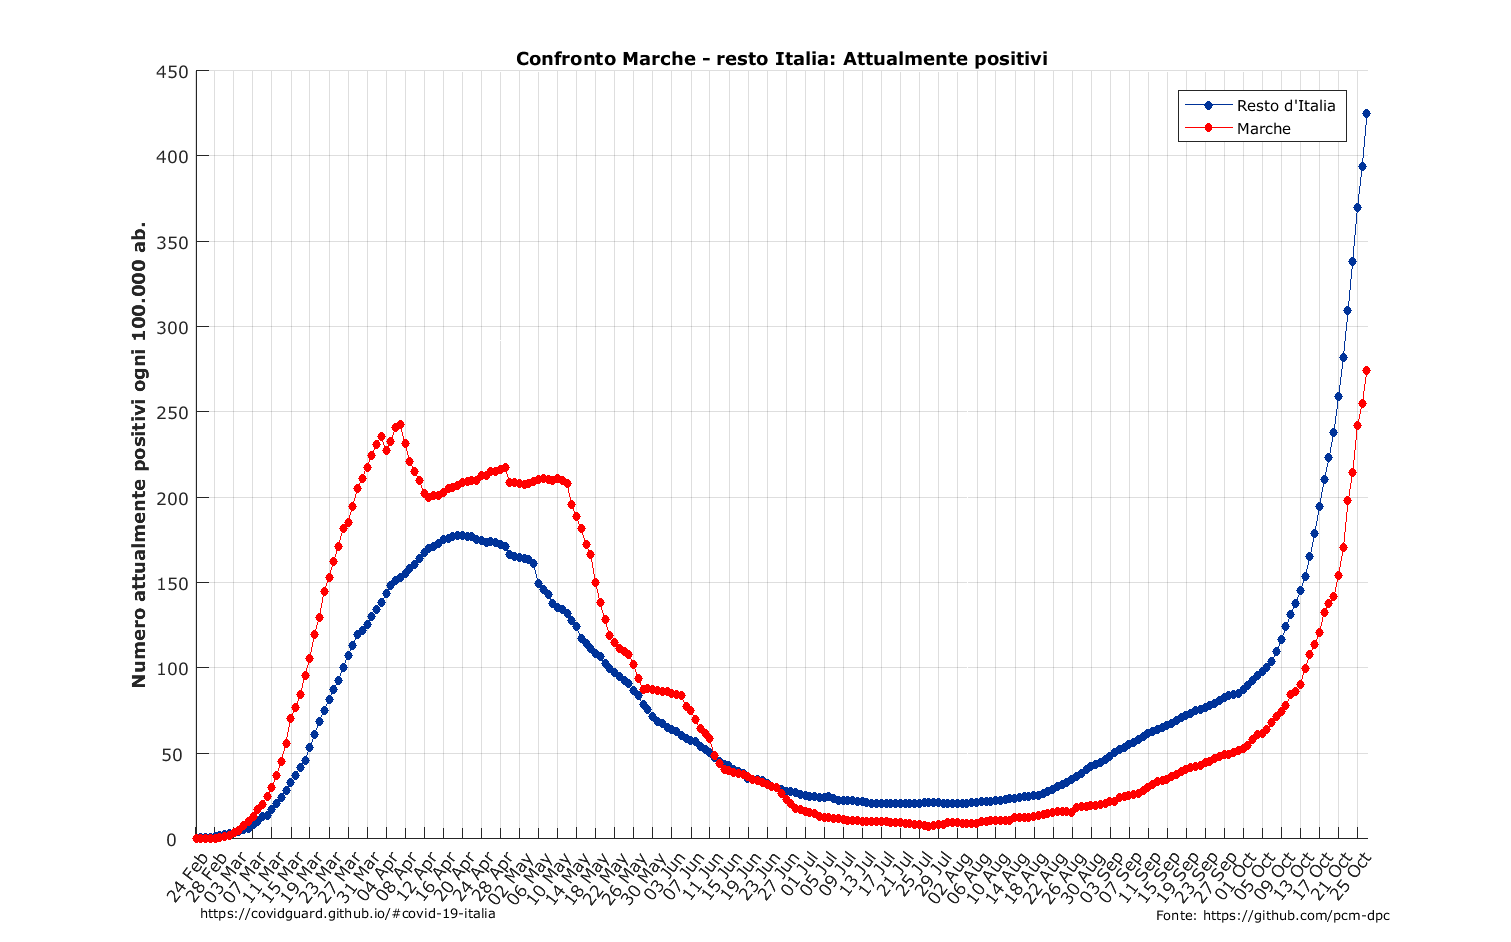 Confronto Marche - resto Italia: Attualmente positivi
Resto d'Italia
Marche
Numero attualmente positivi ogni 100.000 ab.
450
400
350
300
250
200
150
100
50
0
24 Feb
28 Feb
03 Mar
07 Mar
11 Mar
15 Mar
19 Mar
23 Mar
27 Mar
31 Mar
04 Apr
08 Apr
12 Apr
16 Apr
20 Apr
24 Apr
28 Apr
02 May
06 May
10 May
14 May
18 May
22 May
26 May
30 May
03 Jun
07 Jun
11 Jun
15 Jun
19 Jun
23 Jun
27 Jun
01 Jul
05 Jul
09 Jul
13 Jul
17 Jul
21 Jul
25 Jul
29 Jul
02 Aug
06 Aug
10 Aug
14 Aug
18 Aug
22 Aug
26 Aug
30 Aug
03 Sep
07 Sep
11 Sep
15 Sep
19 Sep
23 Sep
27 Sep
01 Oct
05 Oct
09 Oct
13 Oct
17 Oct
21 Oct
25 Oct
https://covidguard.github.io/#covid-19-italia
Fonte: https://github.com/pcm-dpc